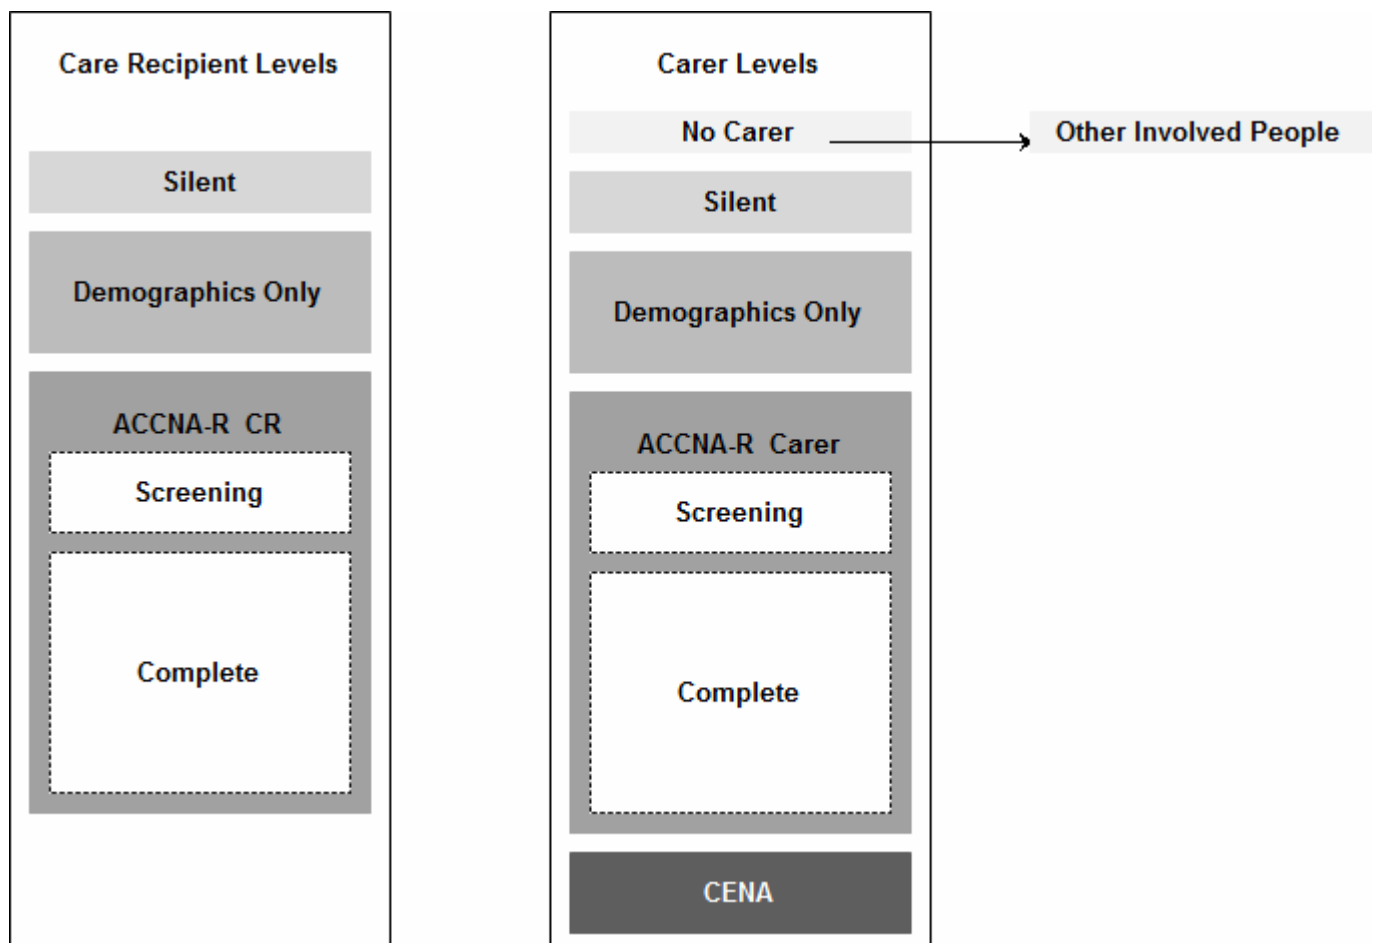 Care Recipient Levels
Silent
Demographics Only
ACCNA-R CR
Screening
Complete
Carer Levels
No Carer
Silent
Demographics Only
ACCNA-R Carer
Screening
Complete
CENA
Other Involved People